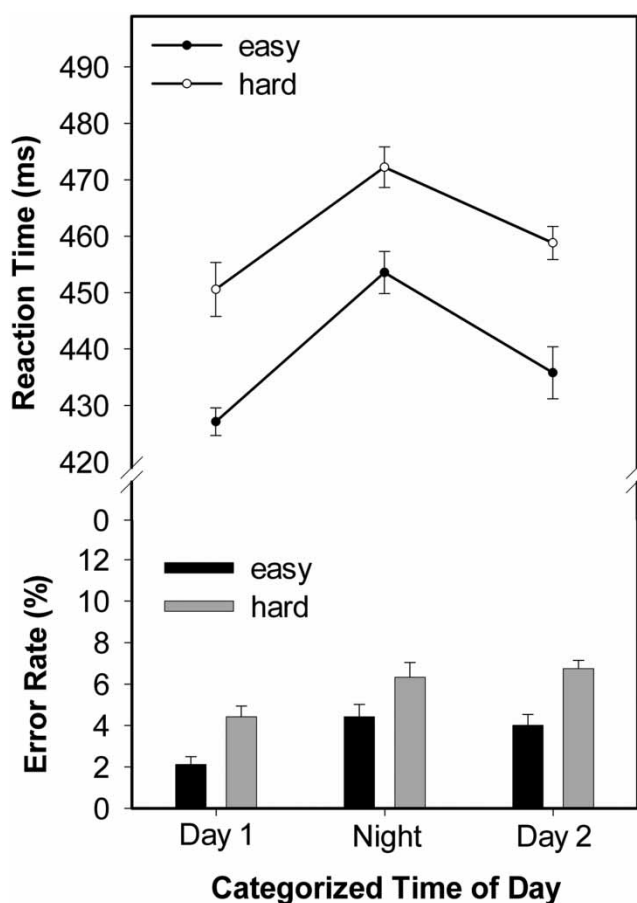 easy
hard
490
480
470
460
450
440
430
420
0
Reaction Time (ms)
easy
hard
12
10
8
6
4
2
0
Error Rate (%)
Day 1 Night Day 2
Categorized Time of Day